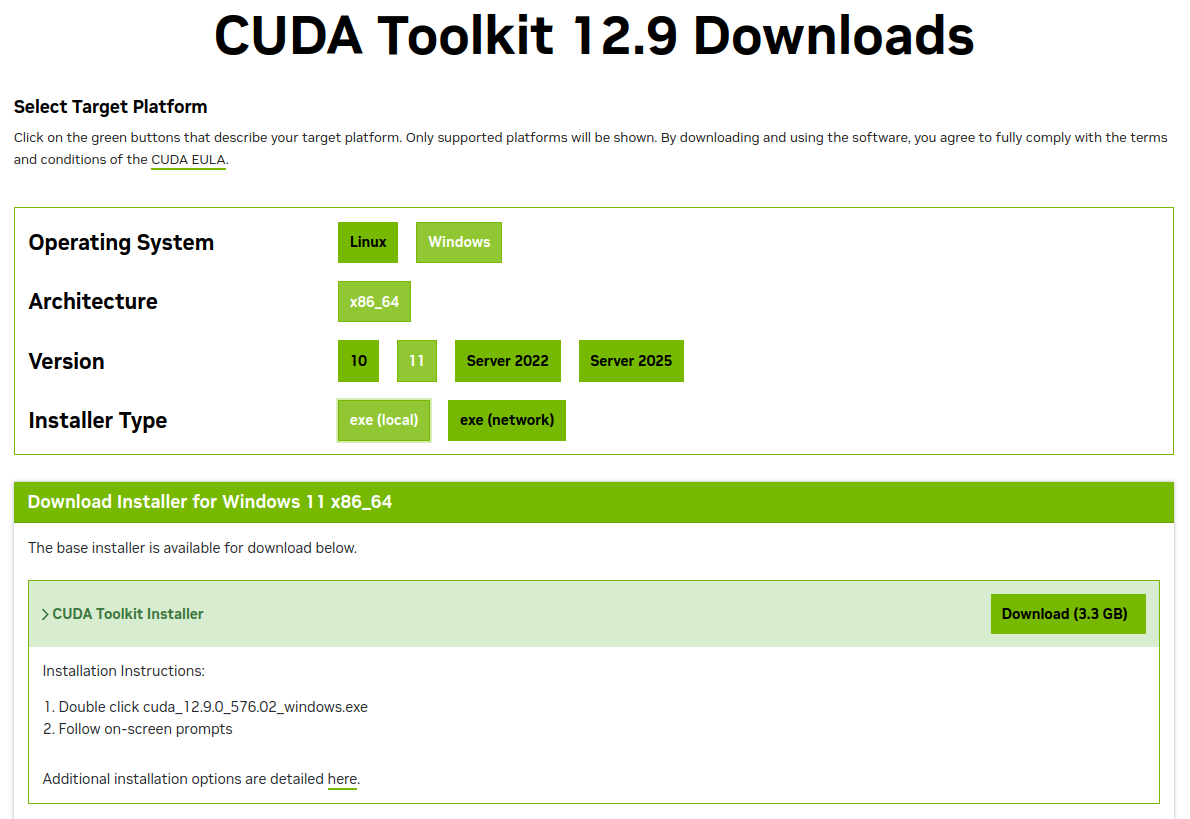 CUDA Toolkit 12.9 Downloads
Select Target Platform
Click on the green buttons that describe your target platform. Only supported platforms will be shown. By downloading and using the software, you agree to fully comply with the terms
and conditions of the CUDA EULA.
Operating System Linux Windows
Architecture x86_64
Version 10 11 Server 2022 Server 2025
Installer Type exe (local) exe (network)
Download Installer for Windows 11 x86_64
The base installer is available for download below.
CUDA Toolkit Installer Download (3.3 GB)
Installation Instructions:
1. Double click cuda_12.9.0_576.02_windows.exe
2. Follow on-screen prompts
Additional installation options are detailed here.